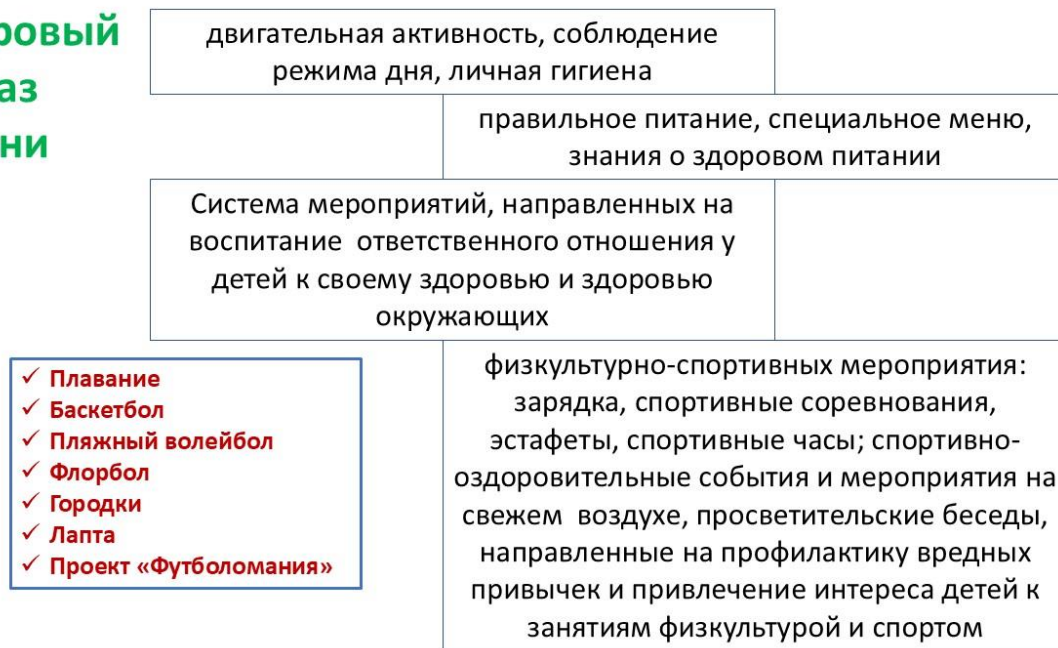 ровый
аз
ни
двигательная активность, соблюдение
режима дня, личная гигиена
правильное питание, специальное меню,
знания о здоровом питании
Система мероприятий, направленных на
воспитание ответственного отношения у
детей к своему здоровью и здоровью
окружающих
✓ Плавание
✓ Баскетбол
✓ Пляжный волейбол
✓ Флорбол
✓ Городки
✓ Лапта
✓ Проект «Футболомания»
физкультурно-спортивных мероприятия:
зарядка, спортивные соревнования,
эстафеты, спортивные часы; спортивно-
оздоровительные события и мероприятия на
свежем воздухе, просветительские беседы,
направленные на профилактику вредных
привычек и привлечение интереса детей к
занятиям физкультурой и спортом